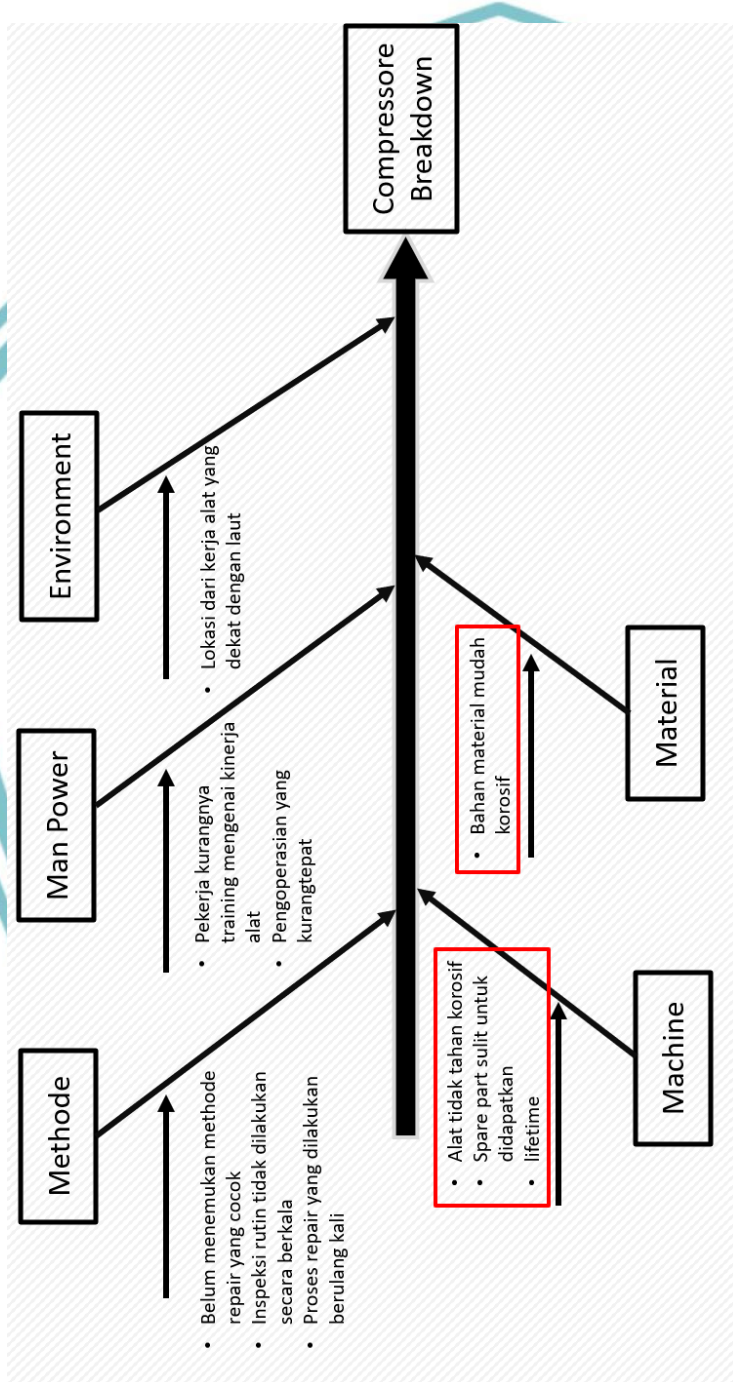 Methode
Man Power
Environment
• Belum menemukan methode
repair yang cocok
• Inspeksi rutin tidak dilakukan
secara berkala
• Proses repair yang dilakukan
berulang kali
• Pekerja kurangnya
training mengenai kinerja
alat
• Pengoperasian yang
kurangtepat
• Lokasi dari kerja alat yang
dekat dengan laut
Compressore
Breakdown
• Alat tidak tahan korosif
• Spare part sulit untuk
didapatkan
• lifetime
• Bahan material mudah
korosif
Machine
Material